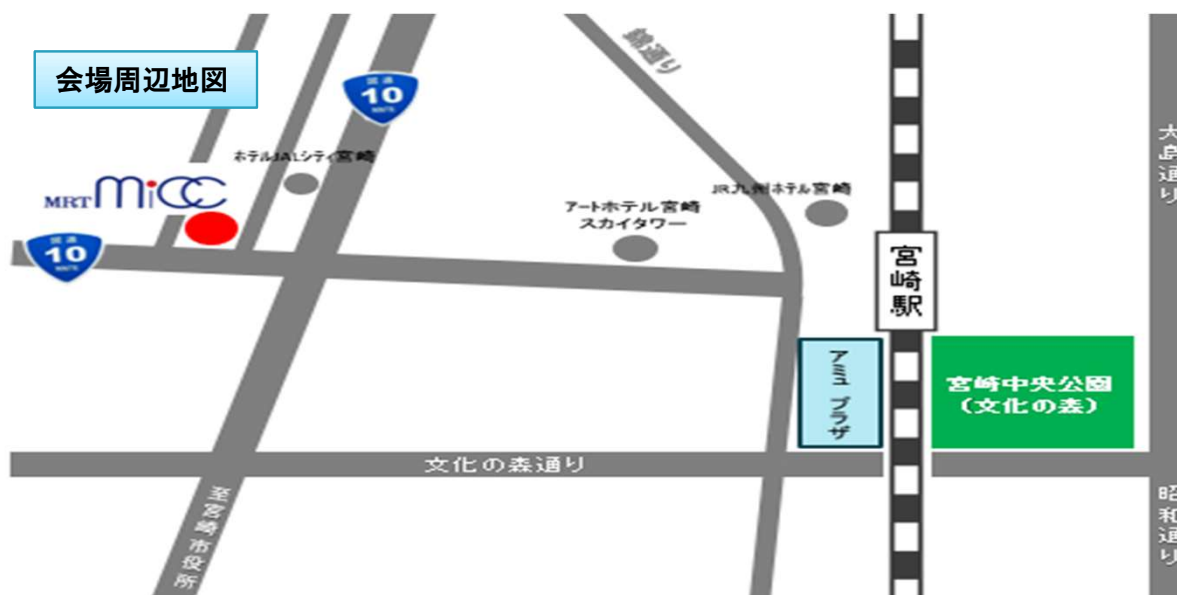 会場周辺地図
国道
10
ROUTE
錦通り
ホテルJALシティ宮崎
MRT MiCC
JR九州ホテル宮崎
アートホテル宮崎
スカイタワー
大島通り
国道
10
ROUTE
宮崎駅
アミュ プラザ
宮崎中央公園
(文化の森)
文化の森通り
至宮崎市役所
昭和通り